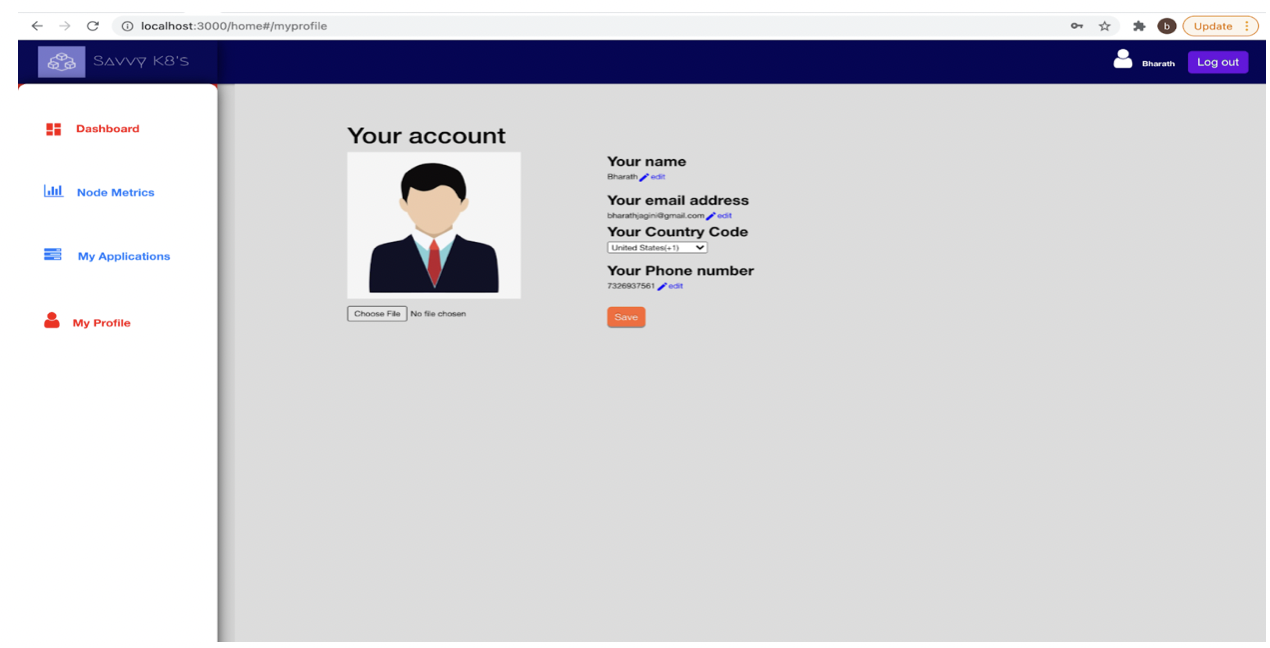 localhost:3000/home#/myprofile
b
Update
SAVVY K8'S
Bharath
Log out
Dashboard
Node Metrics
My Applications
My Profile
Your account
Choose File No file chosen
Your name
Bharath edit
Your email address
bharathjagini@gmail.com edit
Your Country Code
United States(+1)
Your Phone number
7326937561 edit
Save